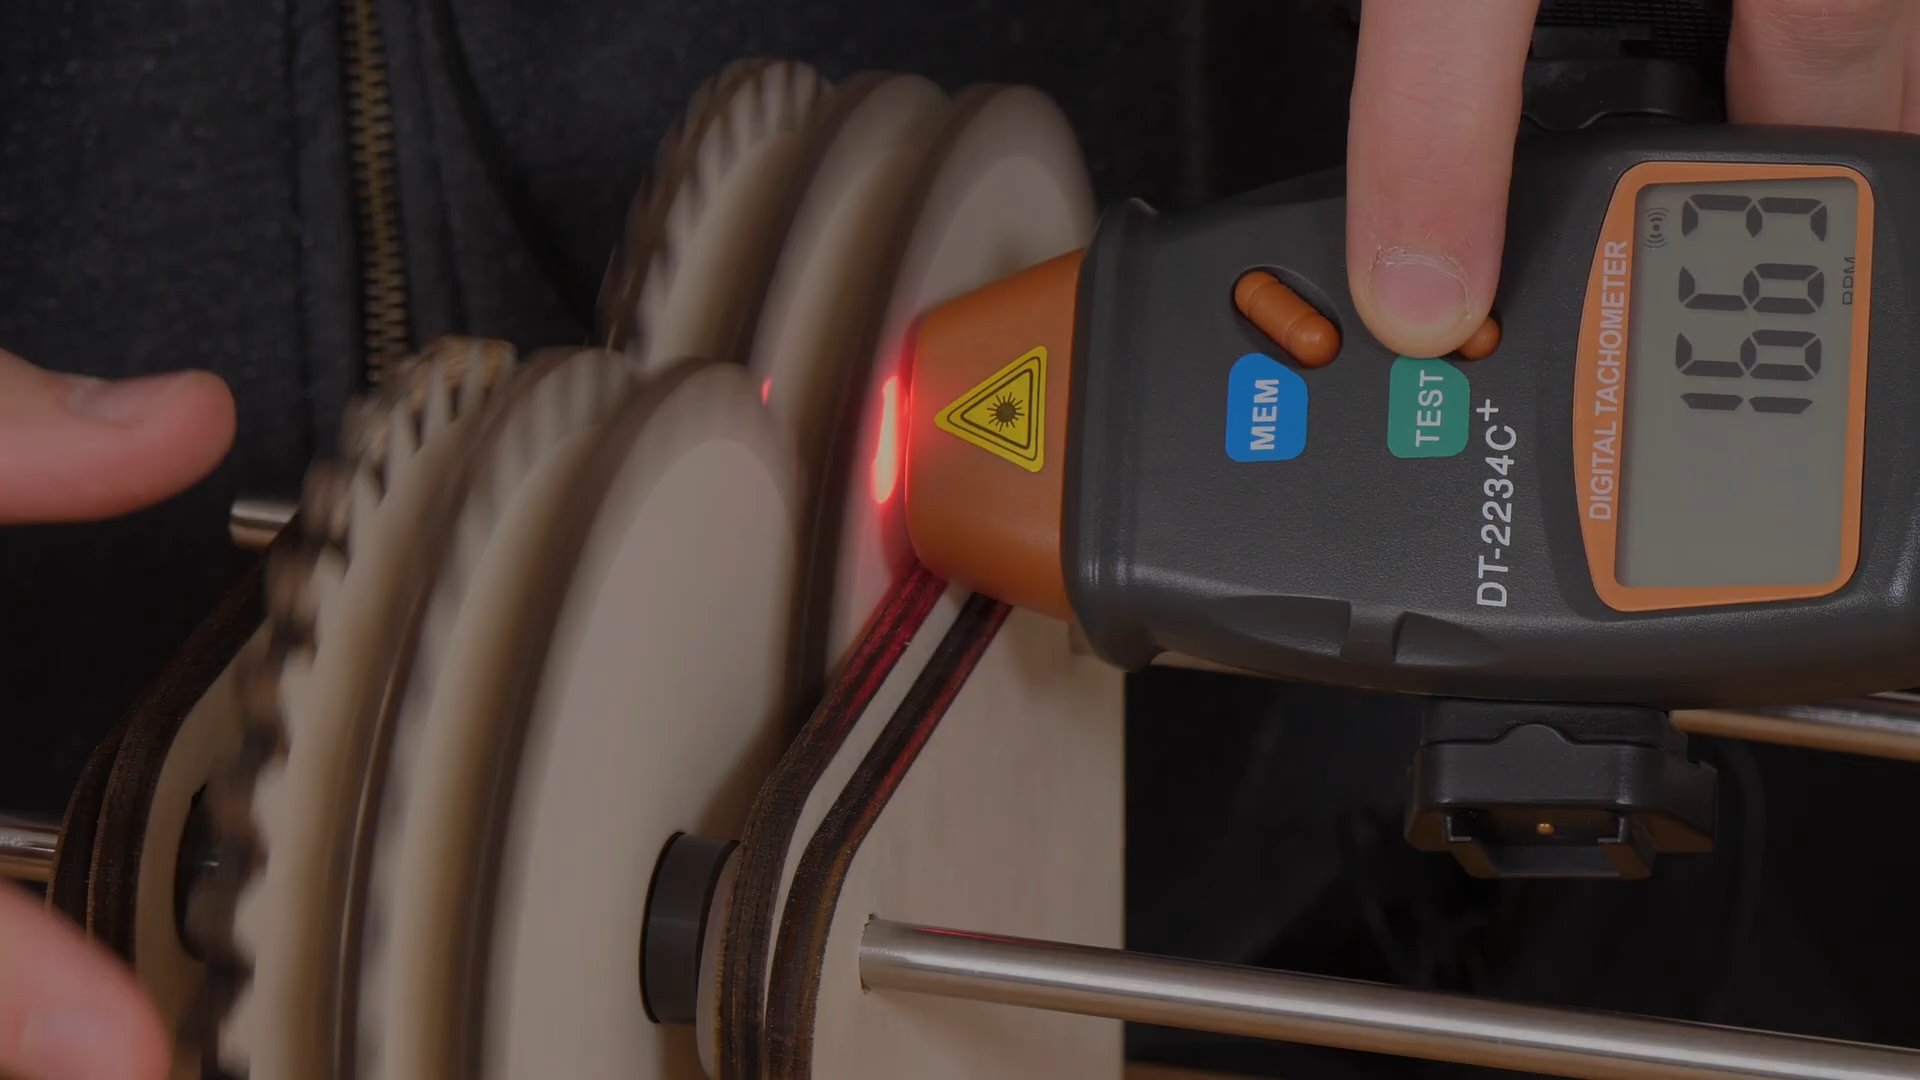 MEM
TEST
DT-2234C+
DIGITAL TACHOMETER
1663
RPM